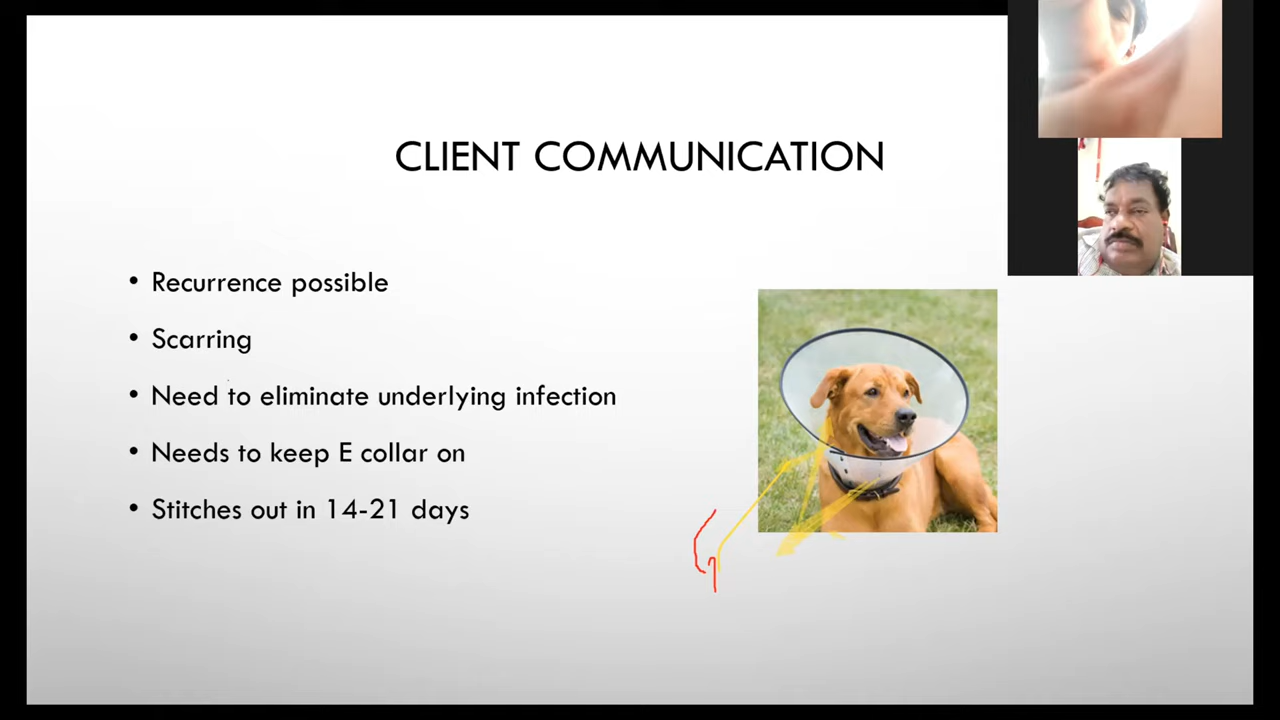 CLIENT COMMUNICATION
• Recurrence possible
• Scarring
• Need to eliminate underlying infection
• Needs to keep E collar on
• Stitches out in 14-21 days